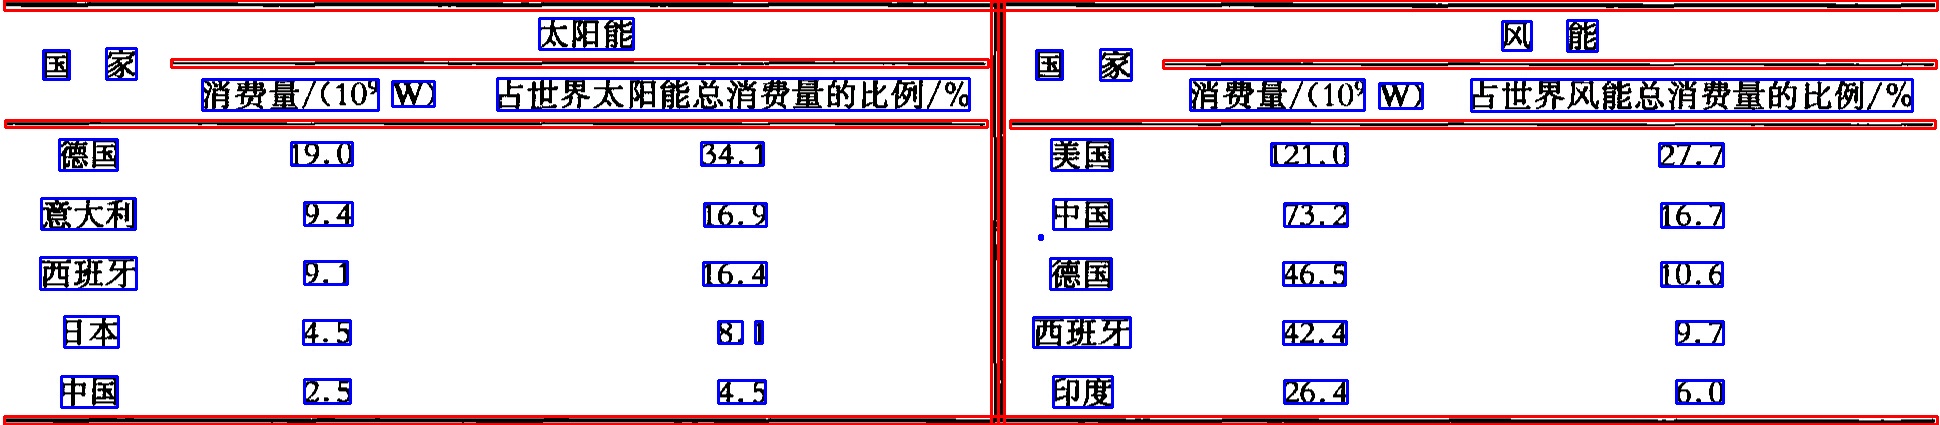 国 家 太阳能 国 家 风 能
消费量/(10⁹ W) 占世界太阳能总消费量的比例/% 消费量/(10⁹ W) 占世界风能总消费量的比例/%
德国 19.0 34.1 美国 121.0 27.7
意大利 9.4 16.9 中国 73.2 16.7
西班牙 9.1 16.4 德国 46.5 10.6
日本 4.5 8.1 西班牙 42.4 9.7
中国 2.5 4.5 印度 26.4 6.0